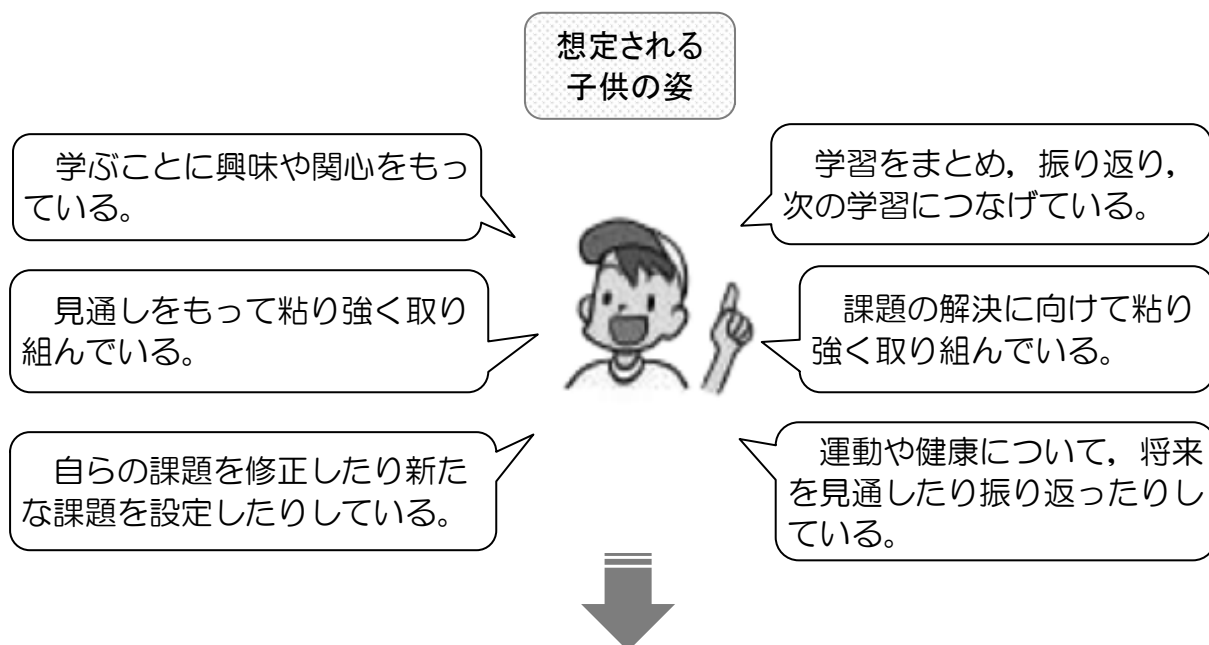 想定される
子供の姿
学ぶことに興味や関心をもっ
ている。
見通しをもって粘り強く取り
組んでいる。
自らの課題を修正したり新た
な課題を設定したりしている。
学習をまとめ，振り返り，
次の学習につなげている。
課題の解決に向けて粘り
強く取り組んでいる。
運動や健康について，将来
を見通したり振り返ったりし
ている。